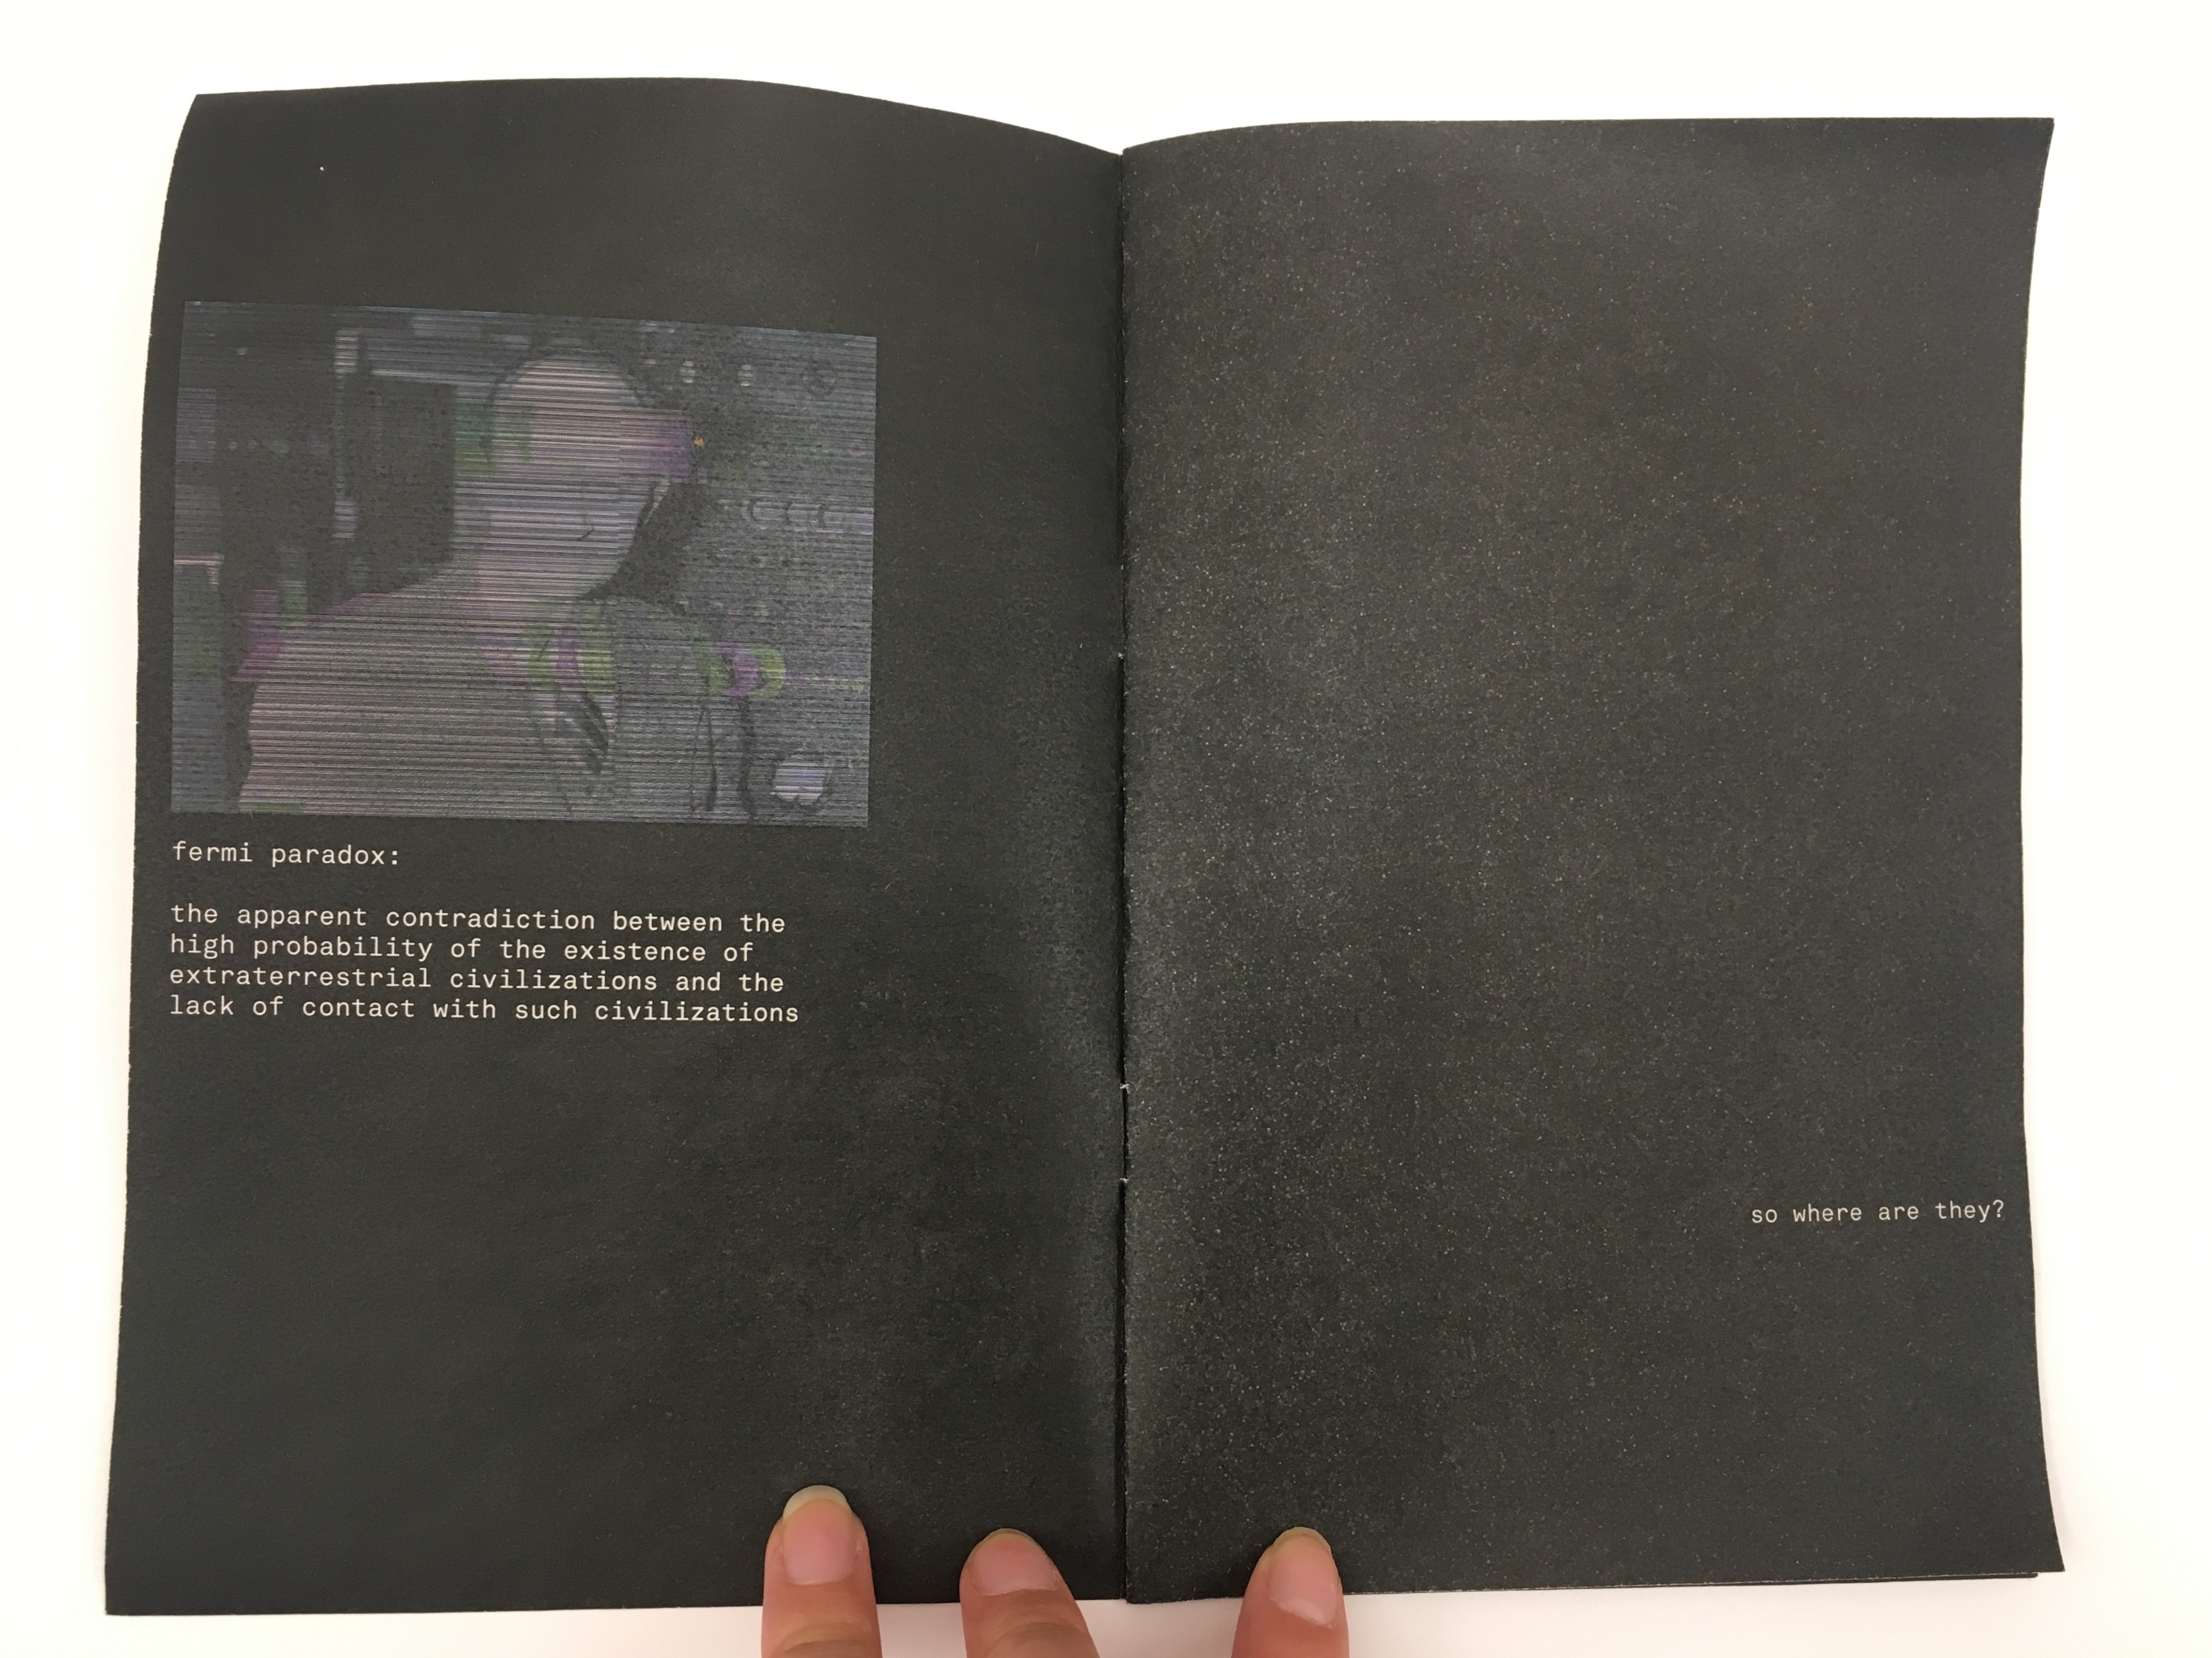 fermi paradox:
the apparent contradiction between the
high probability of the existence of
extraterrestrial civilizations and the
lack of contact with such civilizations
so where are they?